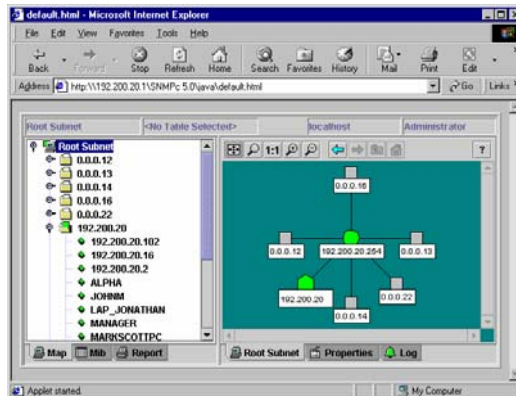 default.html - Microsoft Internet Explorer
File Edit View Favorites Tools Help
Back Forward Stop Refresh Home Search Favorites History Mail Print Edit
Address http:\\192.200.20.1\SNMPc 5.0\java\default.html Go Links
Root Subnet <No Table Selected> localhost Administrator
Root Subnet
0.0.0.12
0.0.0.13
0.0.0.14
0.0.0.16
0.0.0.22
192.200.20
192.200.20.102
192.200.20.16
192.200.20.2
ALPHA
JOHNM
LAP_JONATHAN
MANAGER
MARKSCOTTPC
Map Mib Report
1:1 ?
0.0.0.16
0.0.0.12 192.200.20.254 0.0.0.13
192.200.20 0.0.0.22
0.0.0.14
Root Subnet Properties Log
Applet started. My Computer